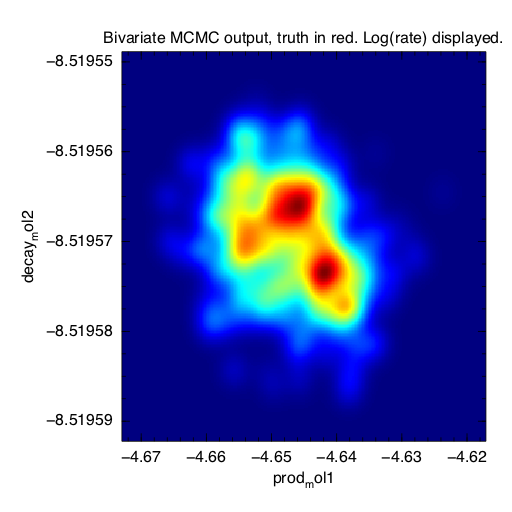 Bivariate MCMC output, truth in red. Log(rate) displayed.
−8.51955
−8.51956
−8.51957
−8.51958
−8.51959
decay_mol2
−4.67 −4.66 −4.65 −4.64 −4.63 −4.62
prod_mol1